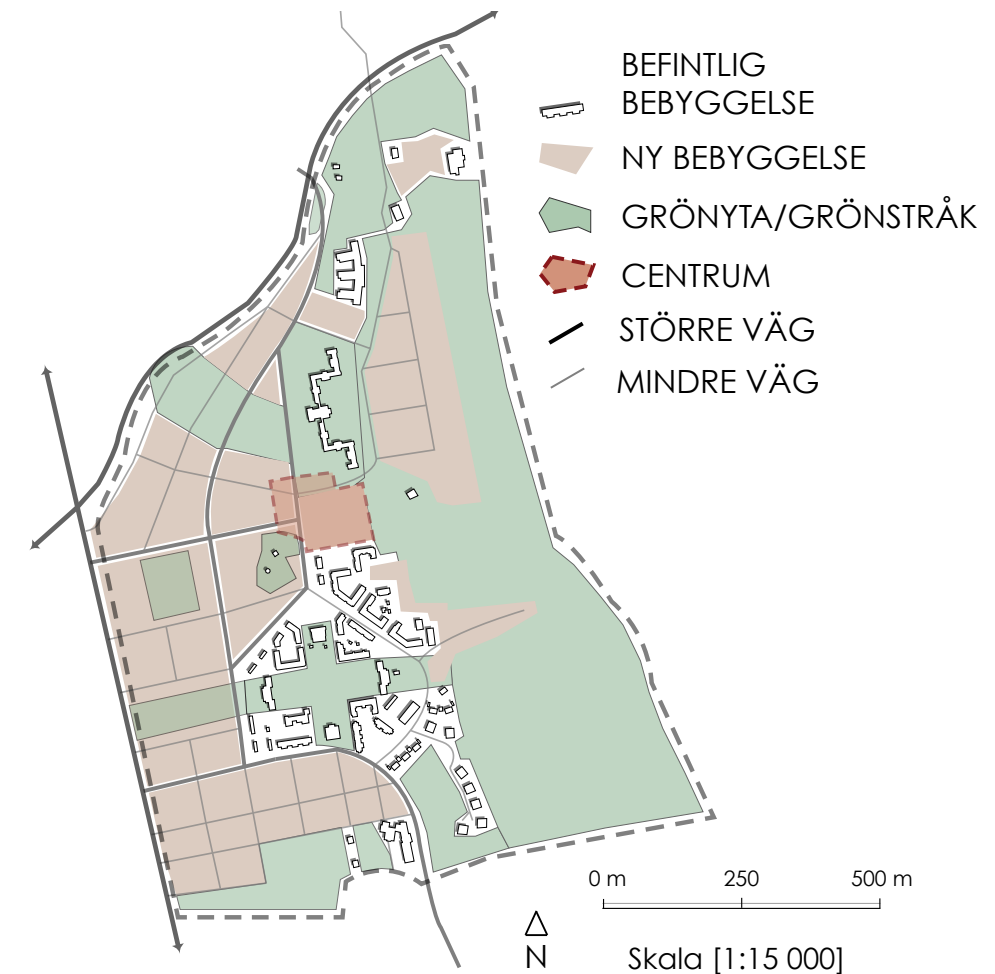 BEFINTLIG
BEBYGGELSE
NY BEBYGGELSE
GRÖNYTA/GRÖNSTRÅK
CENTRUM
STÖRRE VÄG
MINDRE VÄG
0 m 250 500 m
N
Skala [1:15 000]